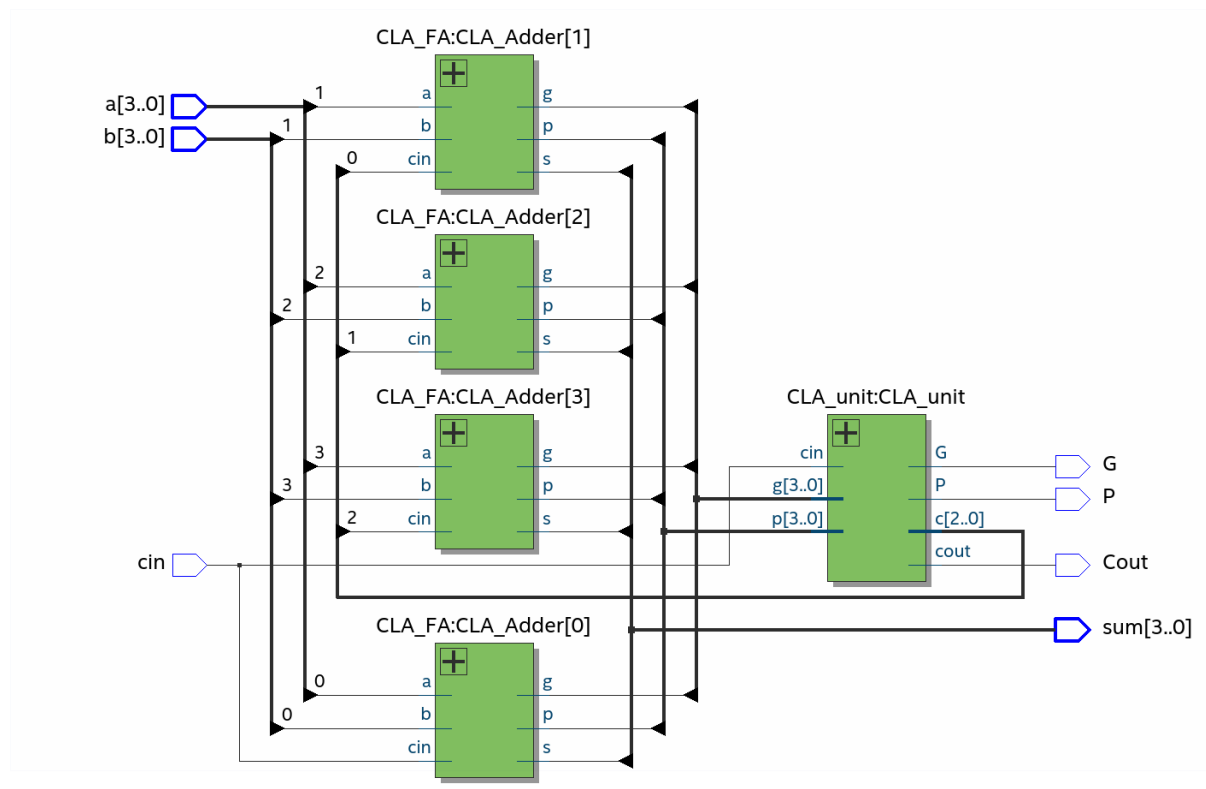 CLA_FA:CLA_Adder[1]
a[3..0]
1
a
g
b[3..0]
1
b
p
0
cin
s
CLA_FA:CLA_Adder[2]
2
a
g
2
b
p
1
cin
s
CLA_FA:CLA_Adder[3]
CLA_unit:CLA_unit
3
a
g
cin
G
G
3
b
p
g[3..0]
P
P
2
cin
s
p[3..0]
c[2..0]
cin
cout
Cout
CLA_FA:CLA_Adder[0]
sum[3..0]
0
a
g
0
b
p
cin
s